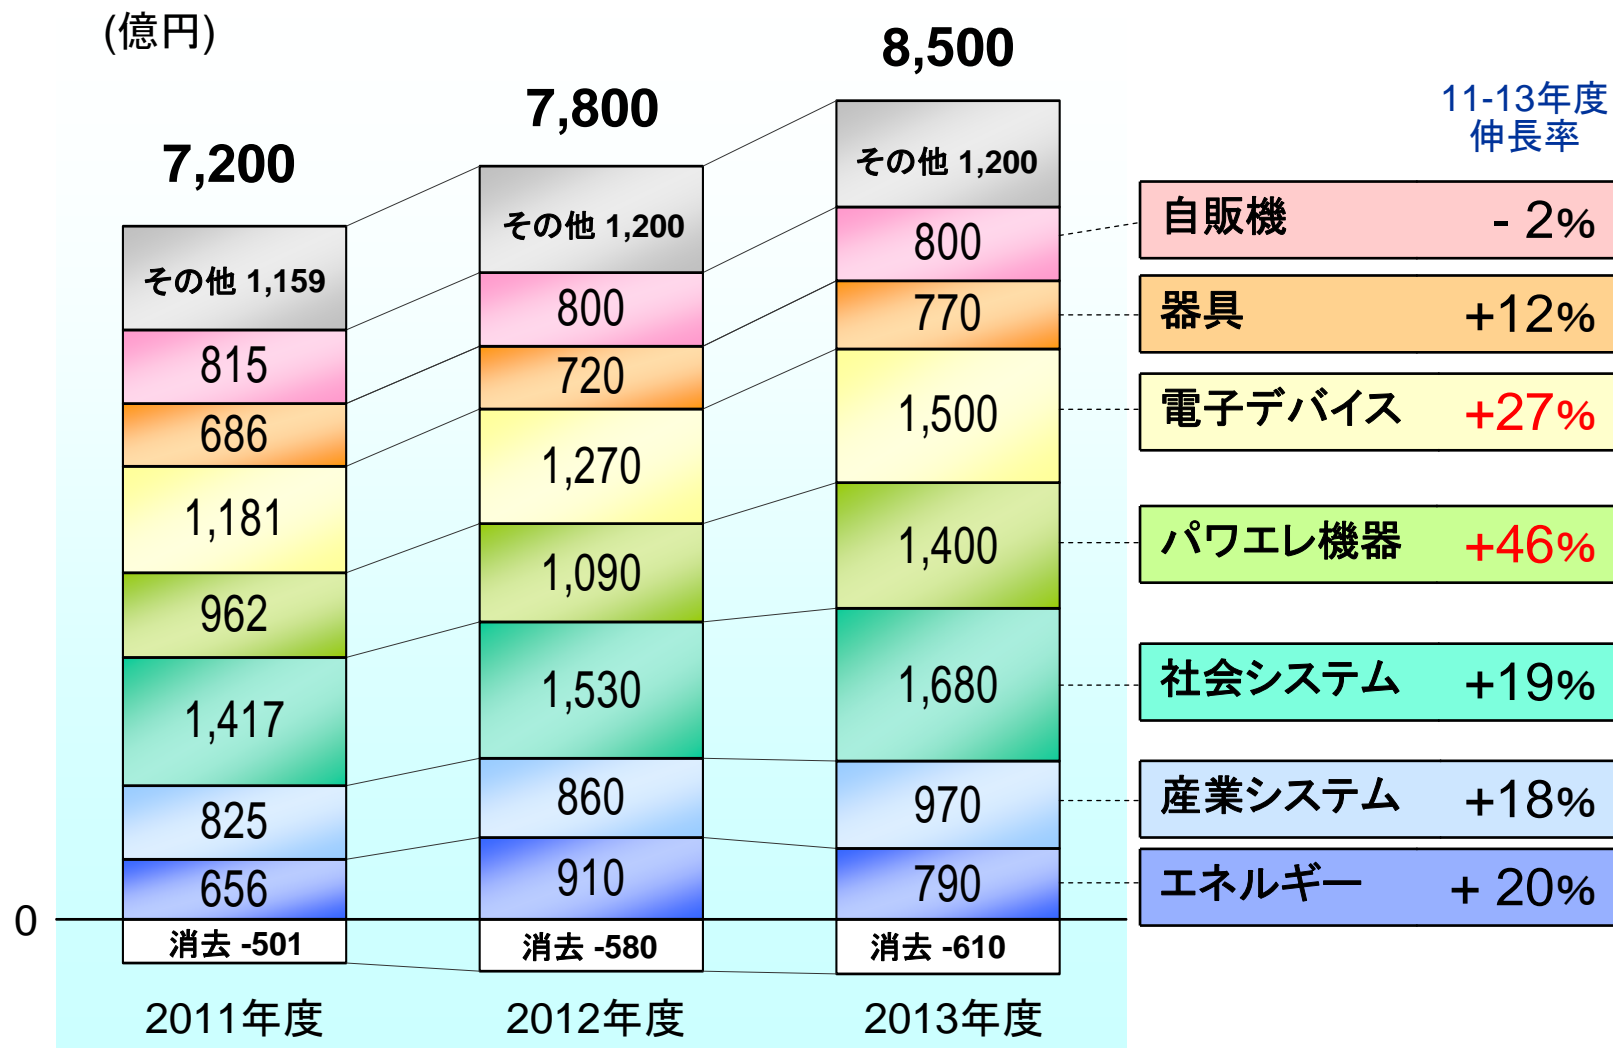 (億円)
7,200
7,800
8,500
11-13年度
伸長率
その他 1,159
その他 1,200
その他 1,200
815
800
800
自販機 - 2%
686
720
770
器具 +12%
1,181
1,270
1,500
電子デバイス +27%
962
1,090
1,400
パワエレ機器 +46%
1,417
1,530
1,680
社会システム +19%
825
860
970
産業システム +18%
656
910
790
エネルギー + 20%
0
消去 -501
消去 -580
消去 -610
2011年度
2012年度
2013年度